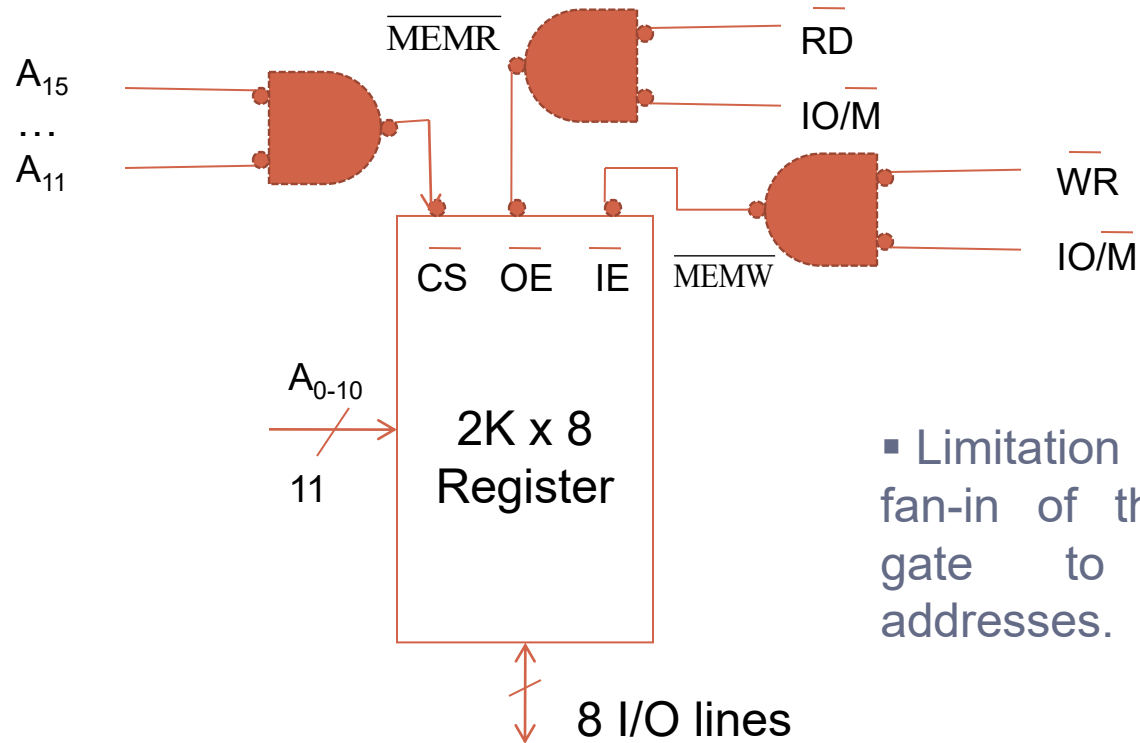 MEMR
RD
IO/M
A15
…
A11
WR
IO/M
CS OE IE
MEMW
A0-10
11
2K x 8
Register
8 I/O lines
▪ Limitation
fan-in of
gate to
addresses.